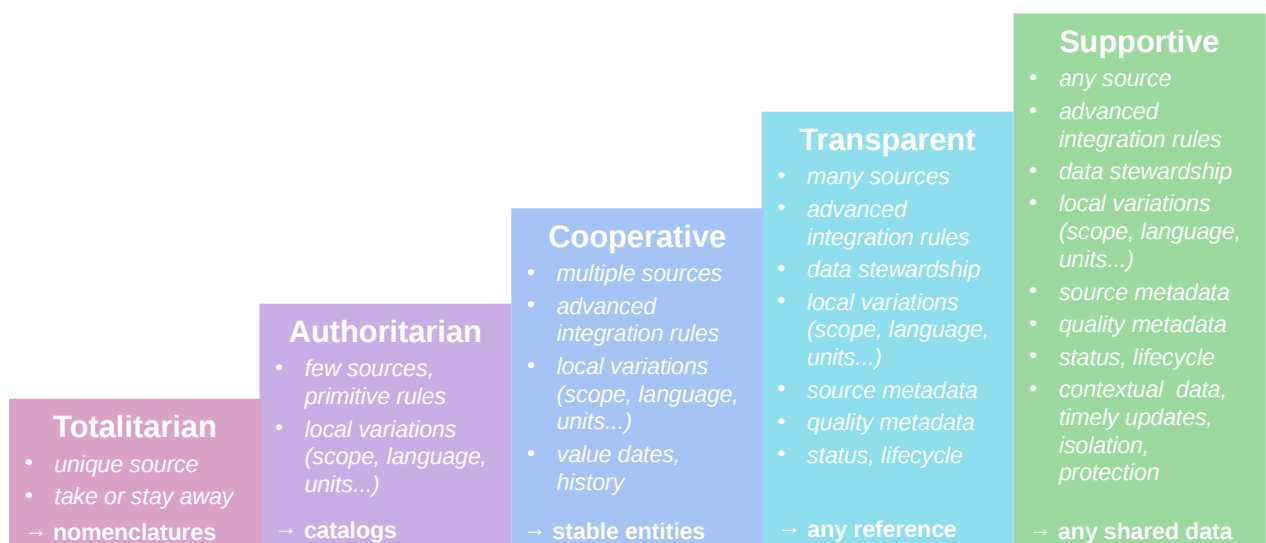 Totalitarian
• unique source
• take or stay away
→ nomenclatures
Authoritarian
• few sources,
primitive rules
• local variations
(scope, language,
units...)
→ catalogs
Cooperative
• multiple sources
• advanced
integration rules
• local variations
(scope, language,
units...)
• value dates,
history
→ stable entities
Transparent
• many sources
• advanced
integration rules
• data stewardship
• local variations
(scope, language,
units...)
• source metadata
• quality metadata
• status, lifecycle
→ any reference
Supportive
• any source
• advanced
integration rules
• data stewardship
• local variations
(scope, language,
units...)
• source metadata
• quality metadata
• status, lifecycle
• contextual data,
timely updates,
isolation,
protection
→ any shared data